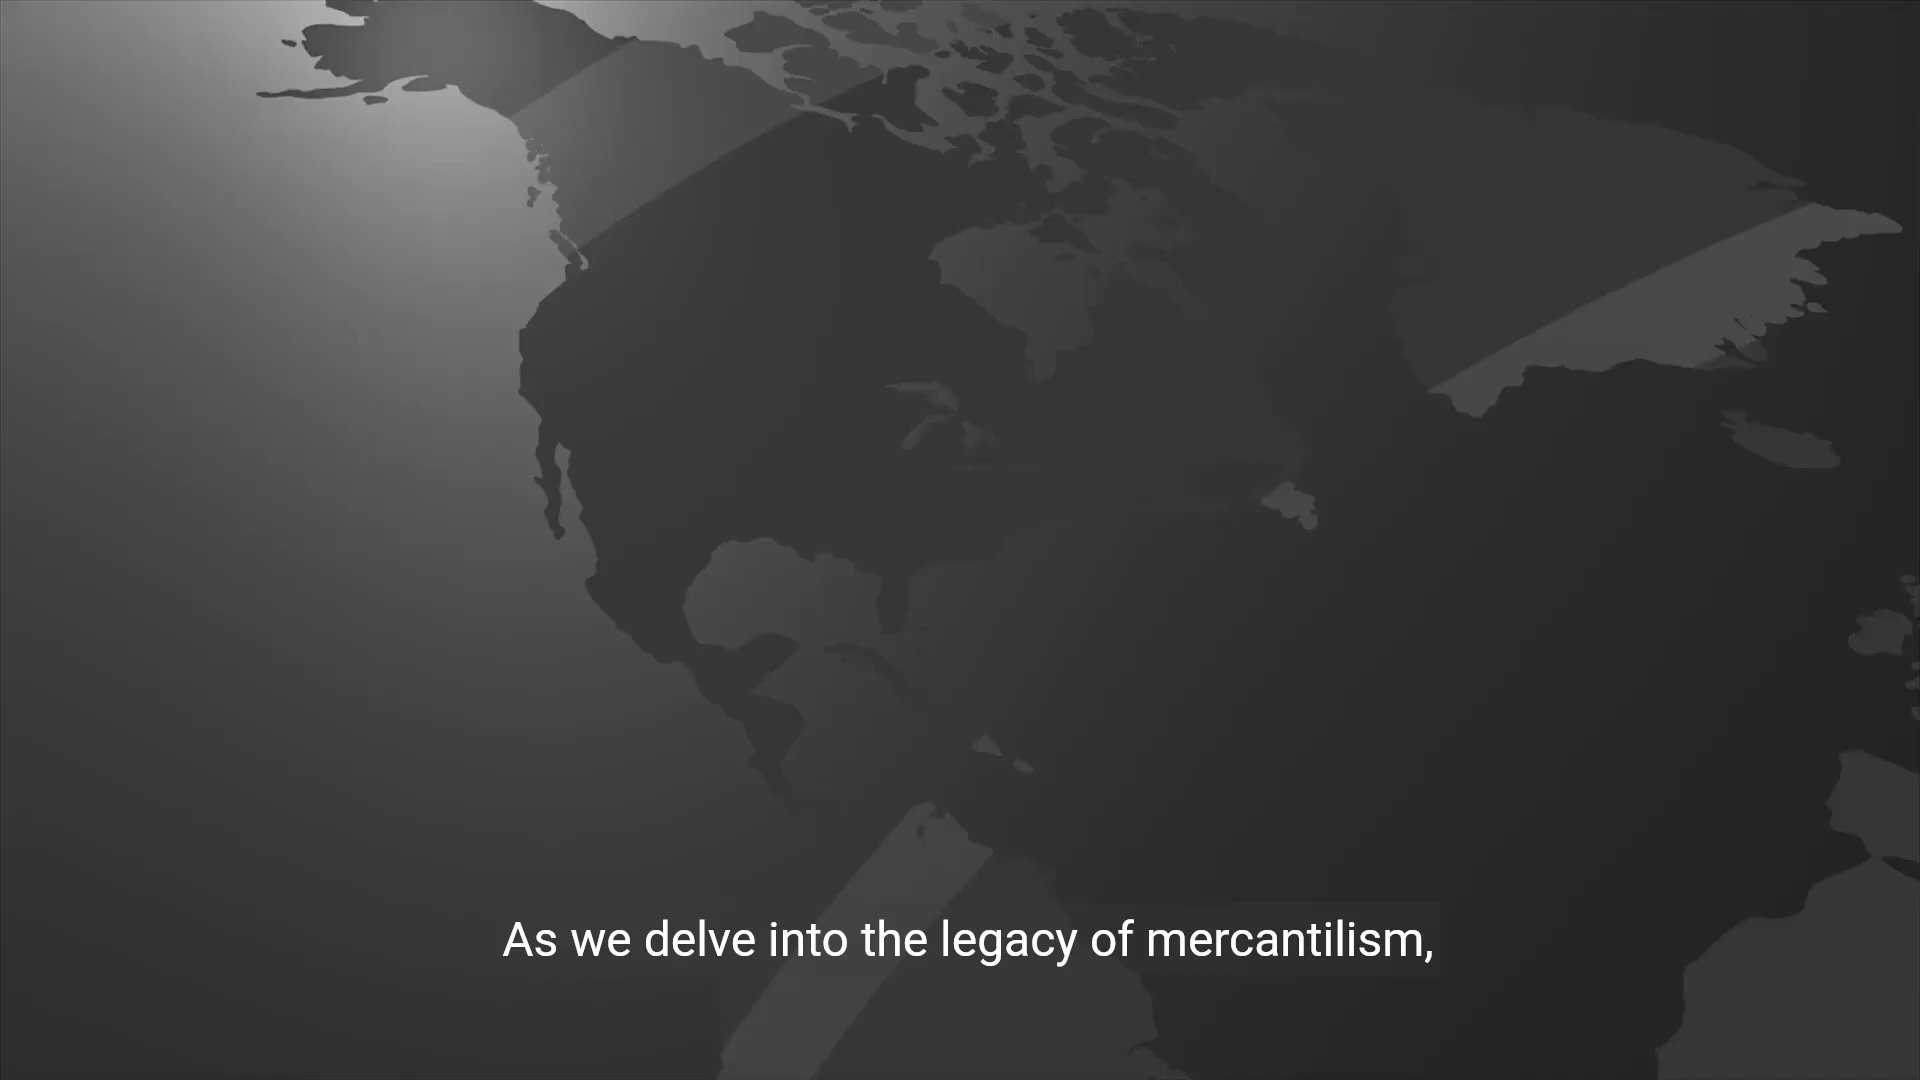 As we delve into the legacy of mercantilism,